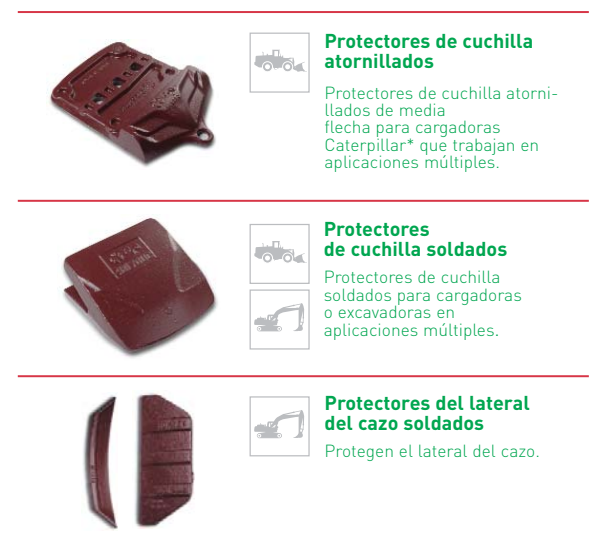 Protectores de cuchilla
atornillados
Protectores de cuchilla atorni-
llados de media
flecha para cargadoras
Caterpillar* que trabajan en
aplicaciones múltiples.
Protectores
de cuchilla soldados
Protectores de cuchilla
soldados para cargadoras
o excavadoras en
aplicaciones múltiples.
Protectores del lateral
del cazo soldados
Protegen el lateral del cazo.